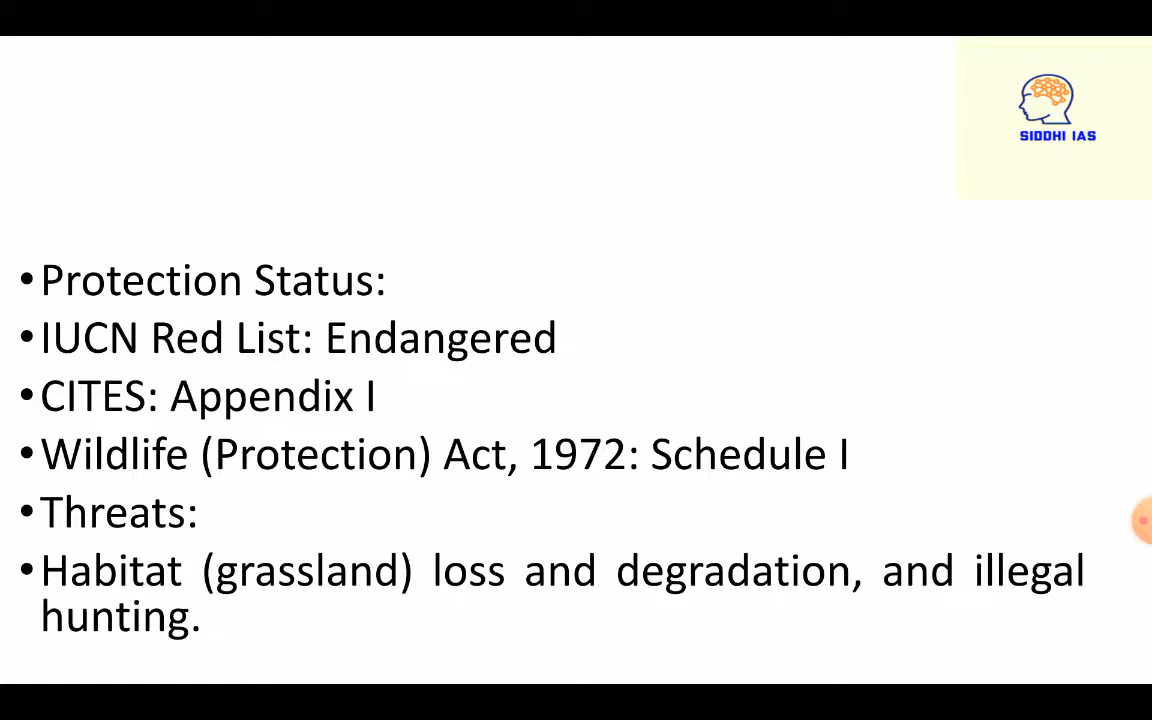 SIDDHI IAS
•Protection Status:
•IUCN Red List: Endangered
•CITES: Appendix I
•Wildlife (Protection) Act, 1972: Schedule I
•Threats:
•Habitat (grassland) loss and degradation, and illegal
hunting.